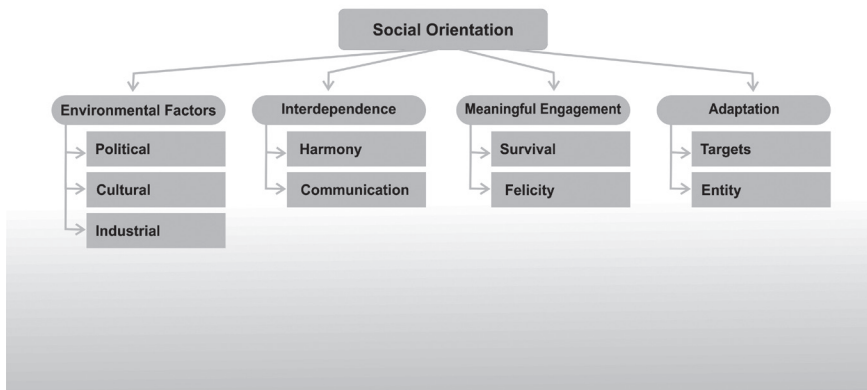 Social Orientation
Environmental Factors
Political
Cultural
Industrial
Interdependence
Harmony
Communication
Meaningful Engagement
Survival
Felicity
Adaptation
Targets
Entity